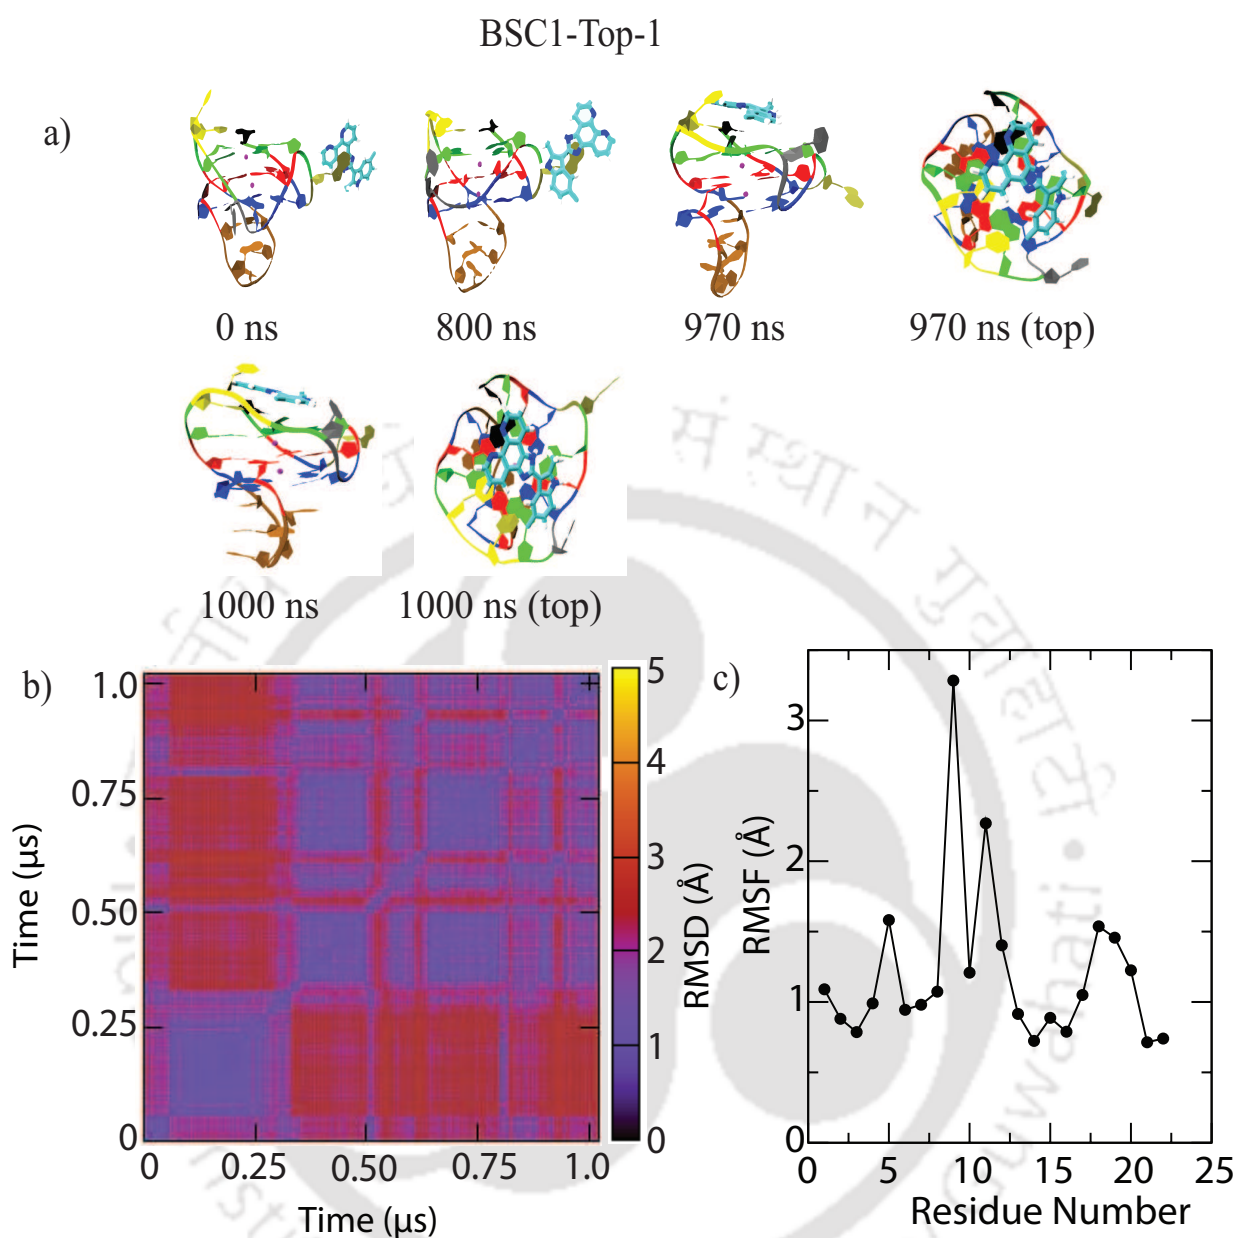 BSC1-Top-1
a)
0 ns
800 ns
970 ns
970 ns (top)
1000 ns
1000 ns (top)
b)
1.0
0.75
0.50
0.25
0
0
0.25
0.50
0.75
1.0
Time (µs)
Time (µs)
5
4
3
2
1
0
RMSD (Å)
c)
3
2
1
0
0
5
10
15
20
25
RMSF (Å)
Residue Number
स्थान
गुवाहाटी